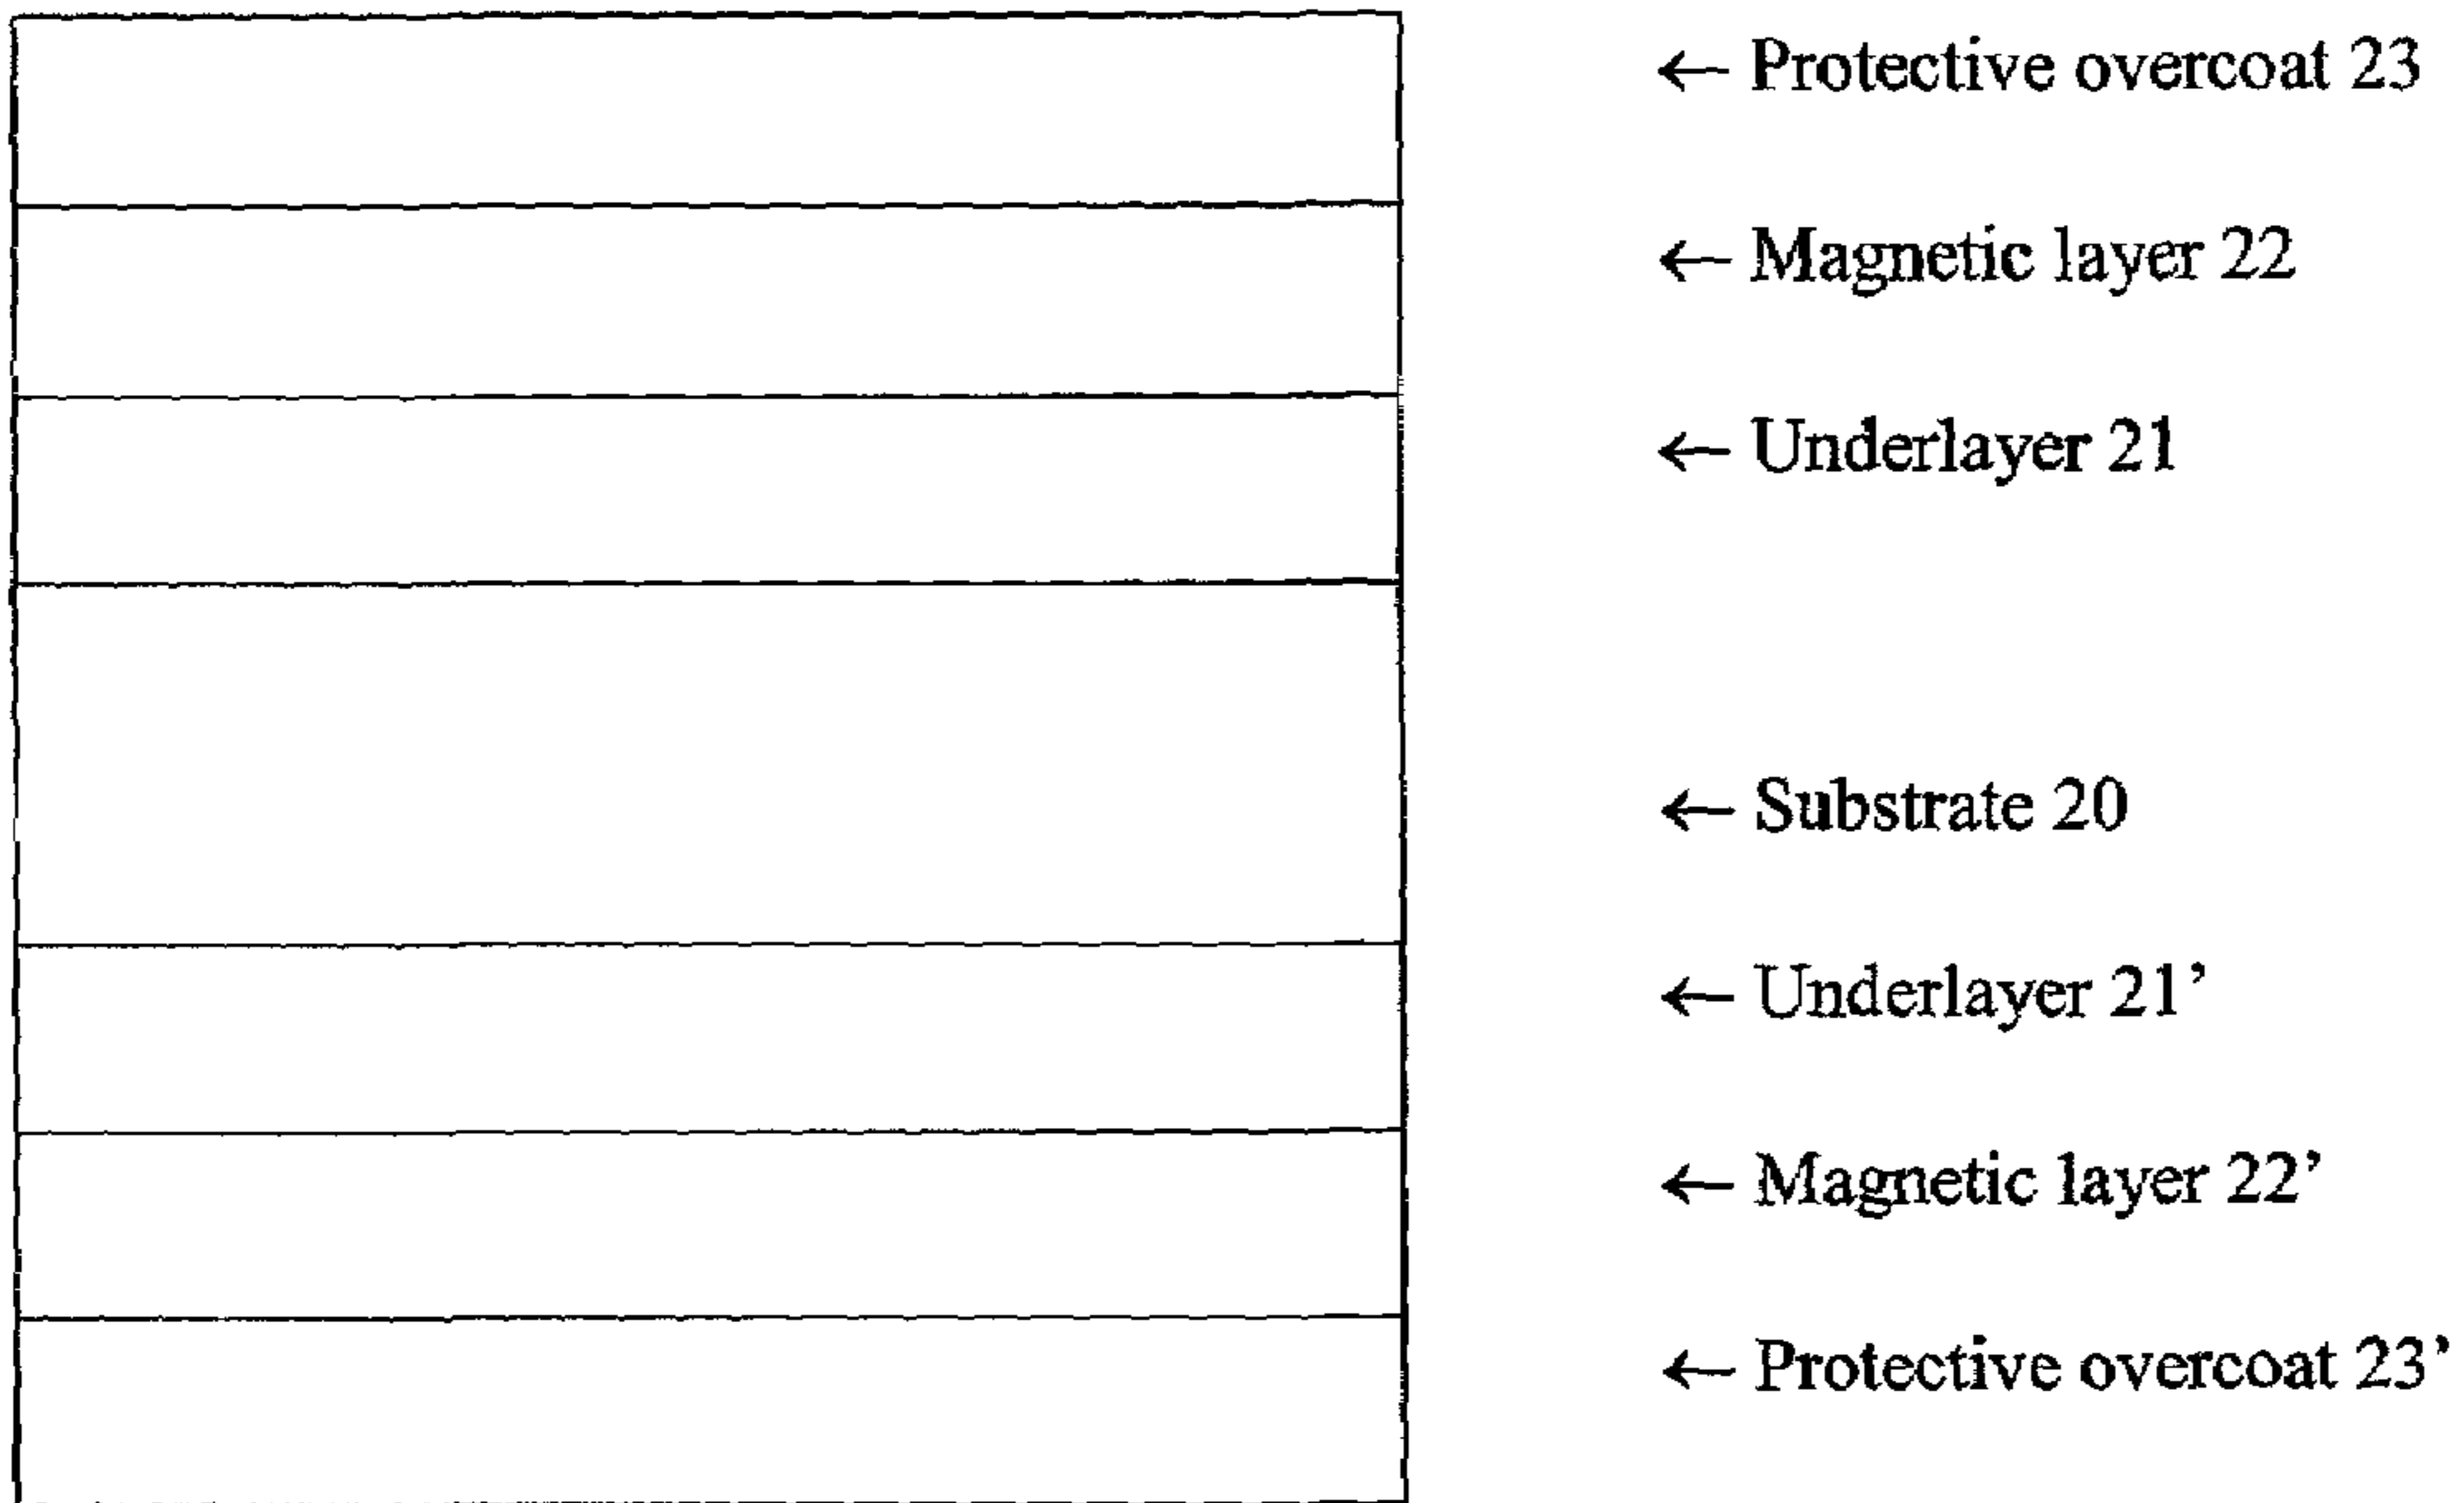 ← Protective overcoat 23
← Magnetic layer 22
← Underlayer 21
← Substrate 20
← Underlayer 21’
← Magnetic layer 22’
← Protective overcoat 23’